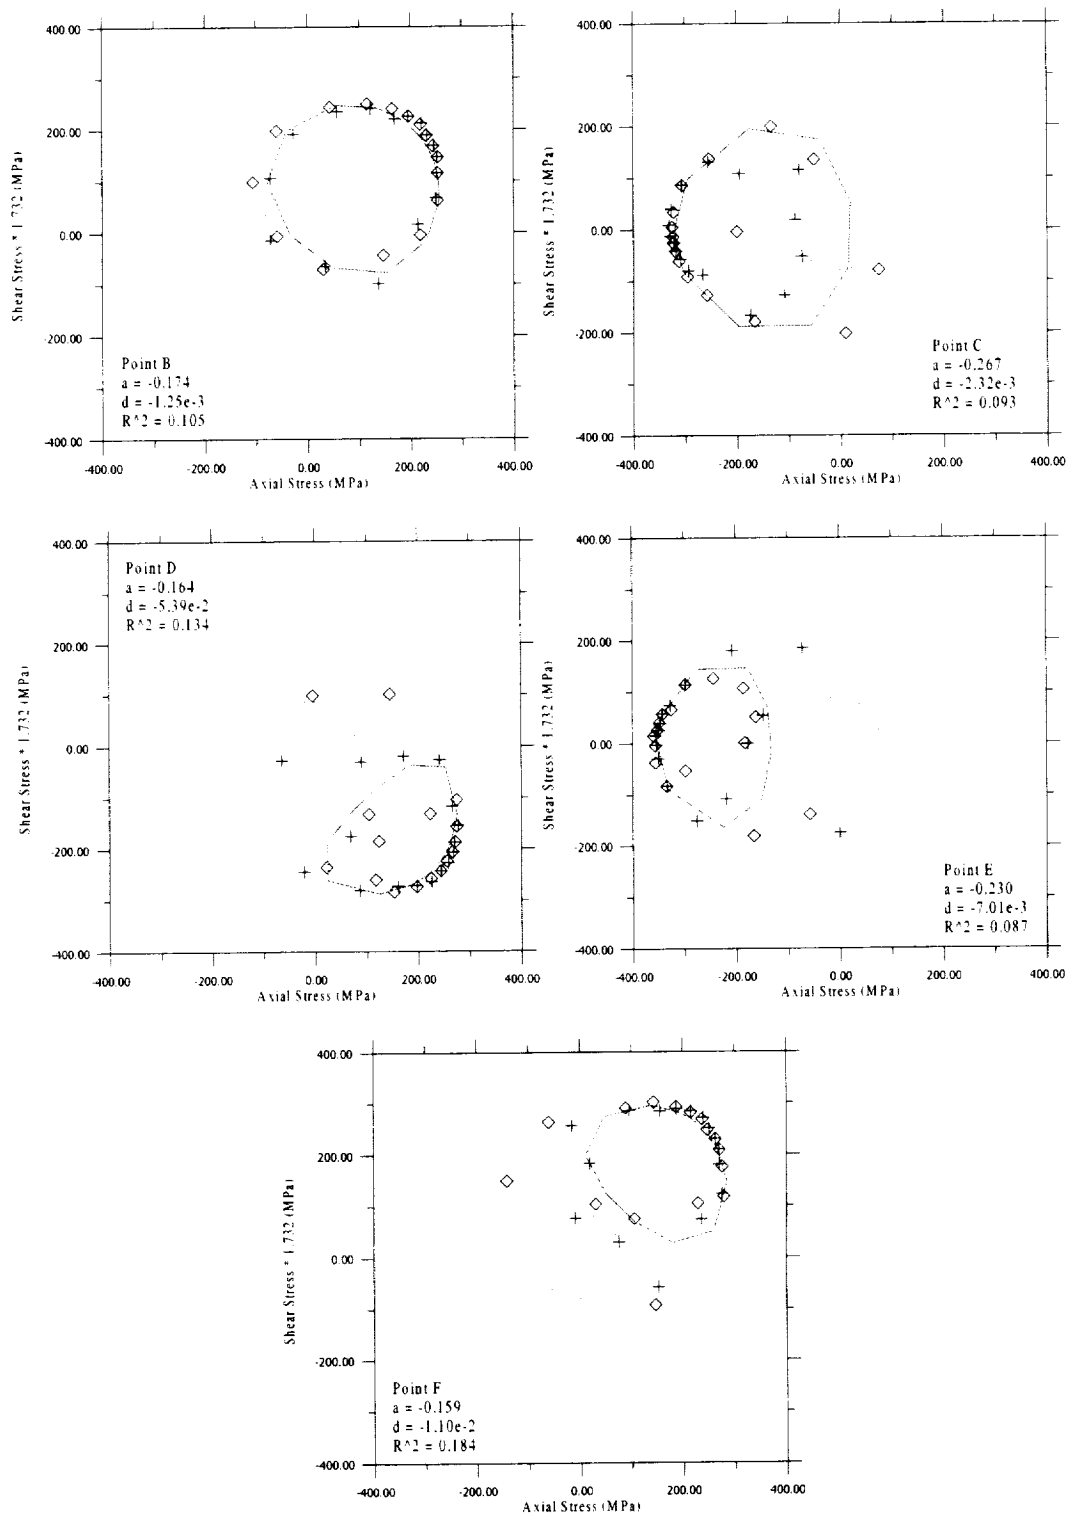 400.00
200.00
0.00
-200.00
-400.00
Shear Stress * 1.732 (MPa)
Point B
a = -0.174
d = -1.25e-3
R^2 = 0.105
-400.00 -200.00 0.00 200.00 400.00
Axial Stress (MPa)
400.00
200.00
0.00
-200.00
-400.00
Shear Stress * 1.732 (MPa)
Point C
a = -0.267
d = -2.32e-3
R^2 = 0.093
-400.00 -200.00 0.00 200.00 400.00
Axial Stress (MPa)
400.00
200.00
0.00
-200.00
-400.00
Shear Stress * 1.732 (MPa)
Point D
a = -0.164
d = -5.39e-2
R^2 = 0.134
-400.00 -200.00 0.00 200.00 400.00
Axial Stress (MPa)
400.00
200.00
0.00
-200.00
-400.00
Shear Stress * 1.732 (MPa)
Point E
a = -0.230
d = -7.01e-3
R^2 = 0.087
-400.00 -200.00 0.00 200.00 400.00
Axial Stress (MPa)
400.00
200.00
0.00
-200.00
-400.00
Shear Stress * 1.732 (MPa)
Point F
a = -0.159
d = -1.10e-2
R^2 = 0.184
-400.00 -200.00 0.00 200.00 400.00
Axial Stress (MPa)